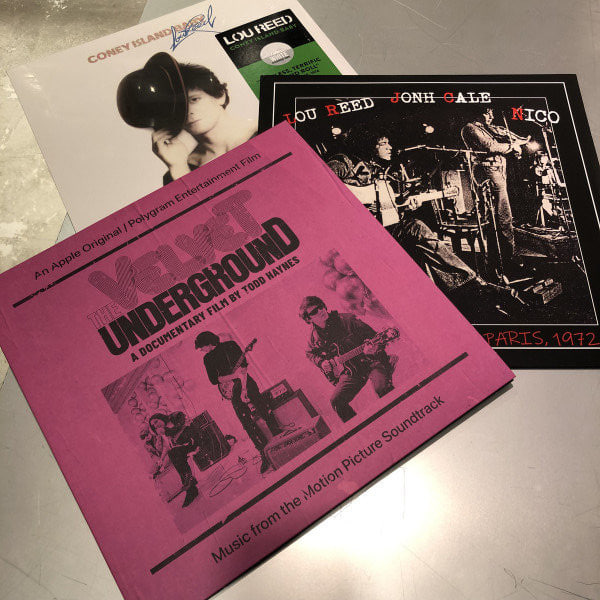 CONEY ISLAND BABY
LOU REED
CONEY ISLAND BABY
LOU REED JONH CALE NICO
PARIS, 1972
An Apple Original / Polygram Entertainment Film
THE VELVET
UNDERGROUND
A DOCUMENTARY FILM BY TODD HAYNES
Music from the Motion Picture Soundtrack